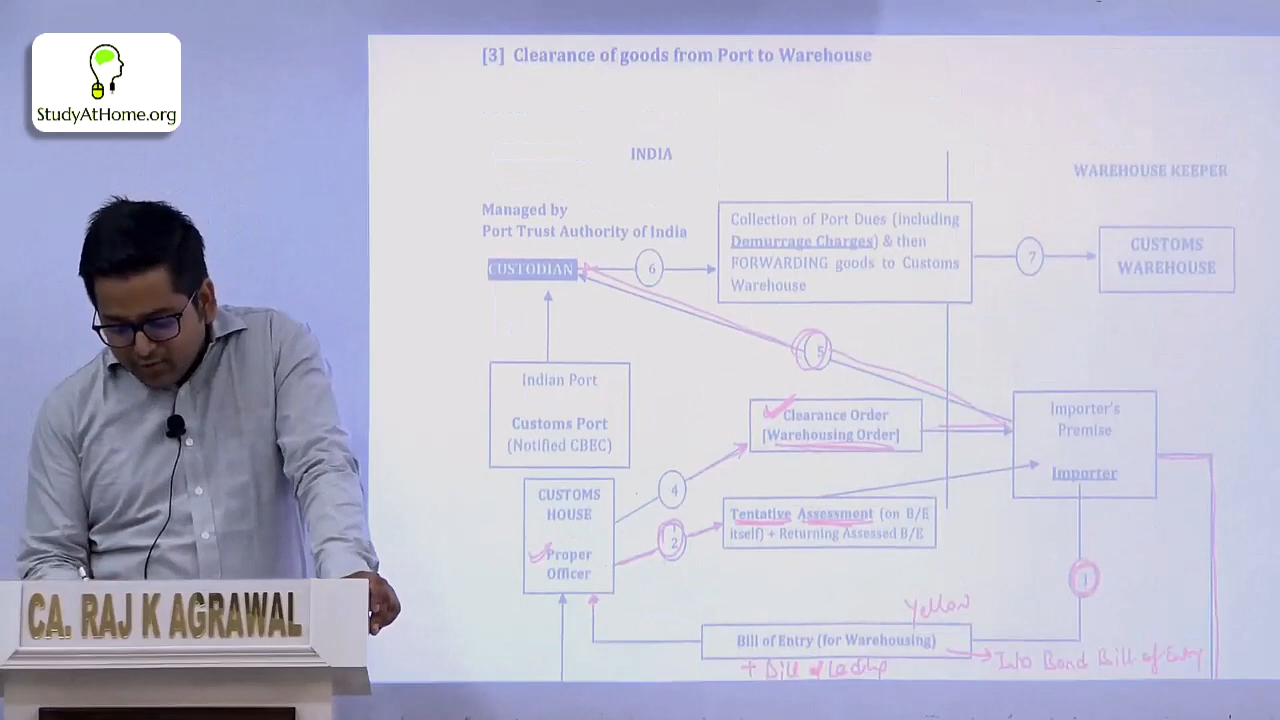 StudyAtHome.org
[3] Clearance of goods from Port to Warehouse
INDIA
WAREHOUSE KEEPER
Managed by
Port Trust Authority of India
CUSTODIAN
6
Collection of Port Dues (including
Demurrage Charges) & then
FORWARDING goods to Customs
Warehouse
7
CUSTOMS
WAREHOUSE
5
Indian Port
Customs Port
(Notified CBEC)
Clearance Order
[Warehousing Order]
Importer's
Premise
Importer
CUSTOMS
HOUSE
Proper
Officer
4
2
Tentative Assessment (on B/E
itself) + Returning Assessed B/E
1
Yellow
Bill of Entry (for Warehousing)
Into Bond Bill of Entry
+ Bill of Lading
CA. RAJ K AGRAWAL